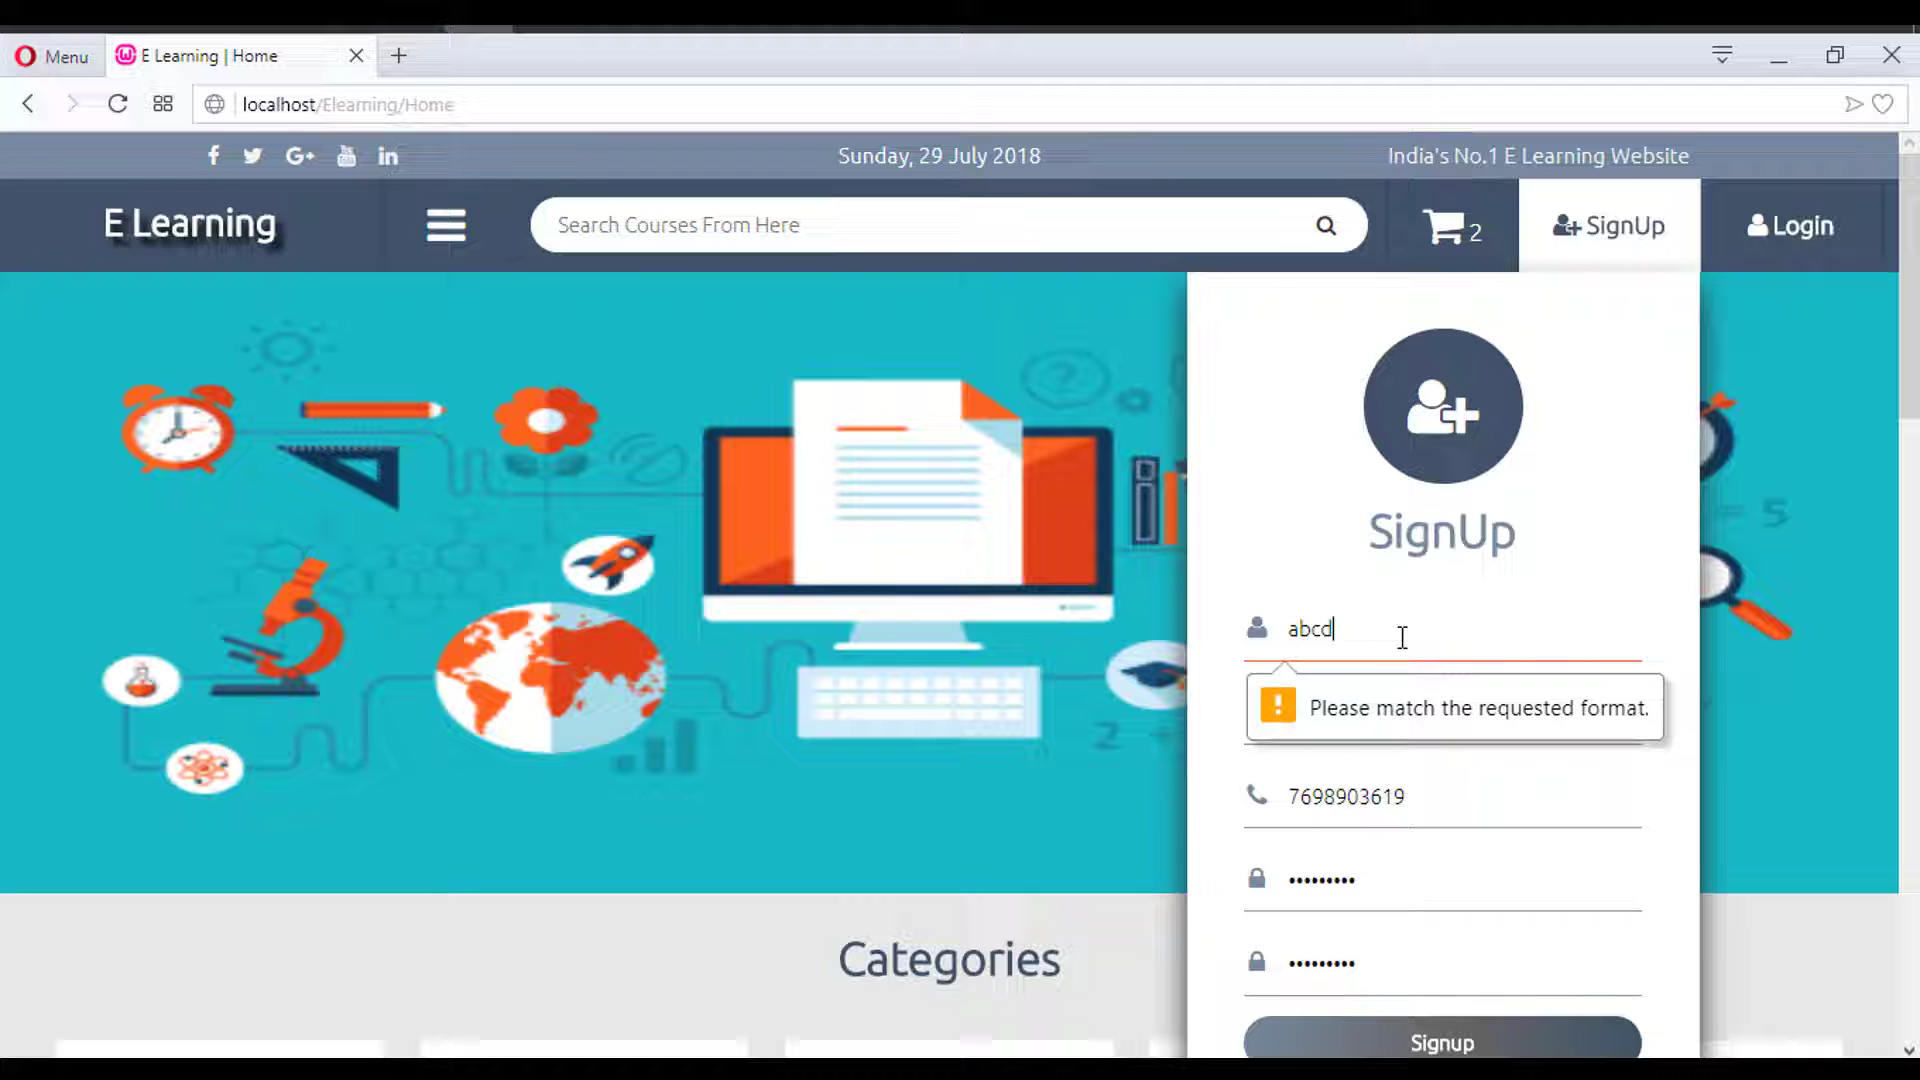 Menu
E Learning | Home
localhost/Elearning/Home
Sunday, 29 July 2018
India's No.1 E Learning Website
E Learning
Search Courses From Here
2
SignUp
Login
SignUp
abcd
Please match the requested format.
7698903619
•••••••••
•••••••••
Signup
Categories